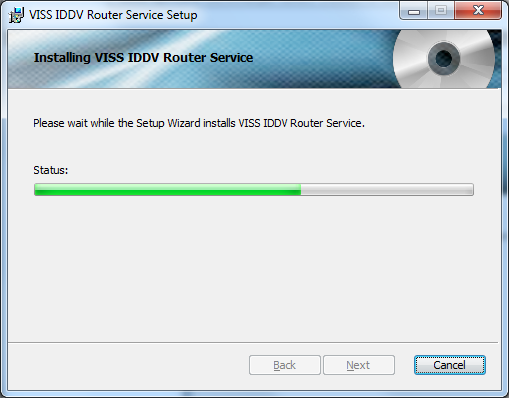 VISS IDDV Router Service Setup
Installing VISS IDDV Router Service
Please wait while the Setup Wizard installs VISS IDDV Router Service.
Status:
Back
Next
Cancel